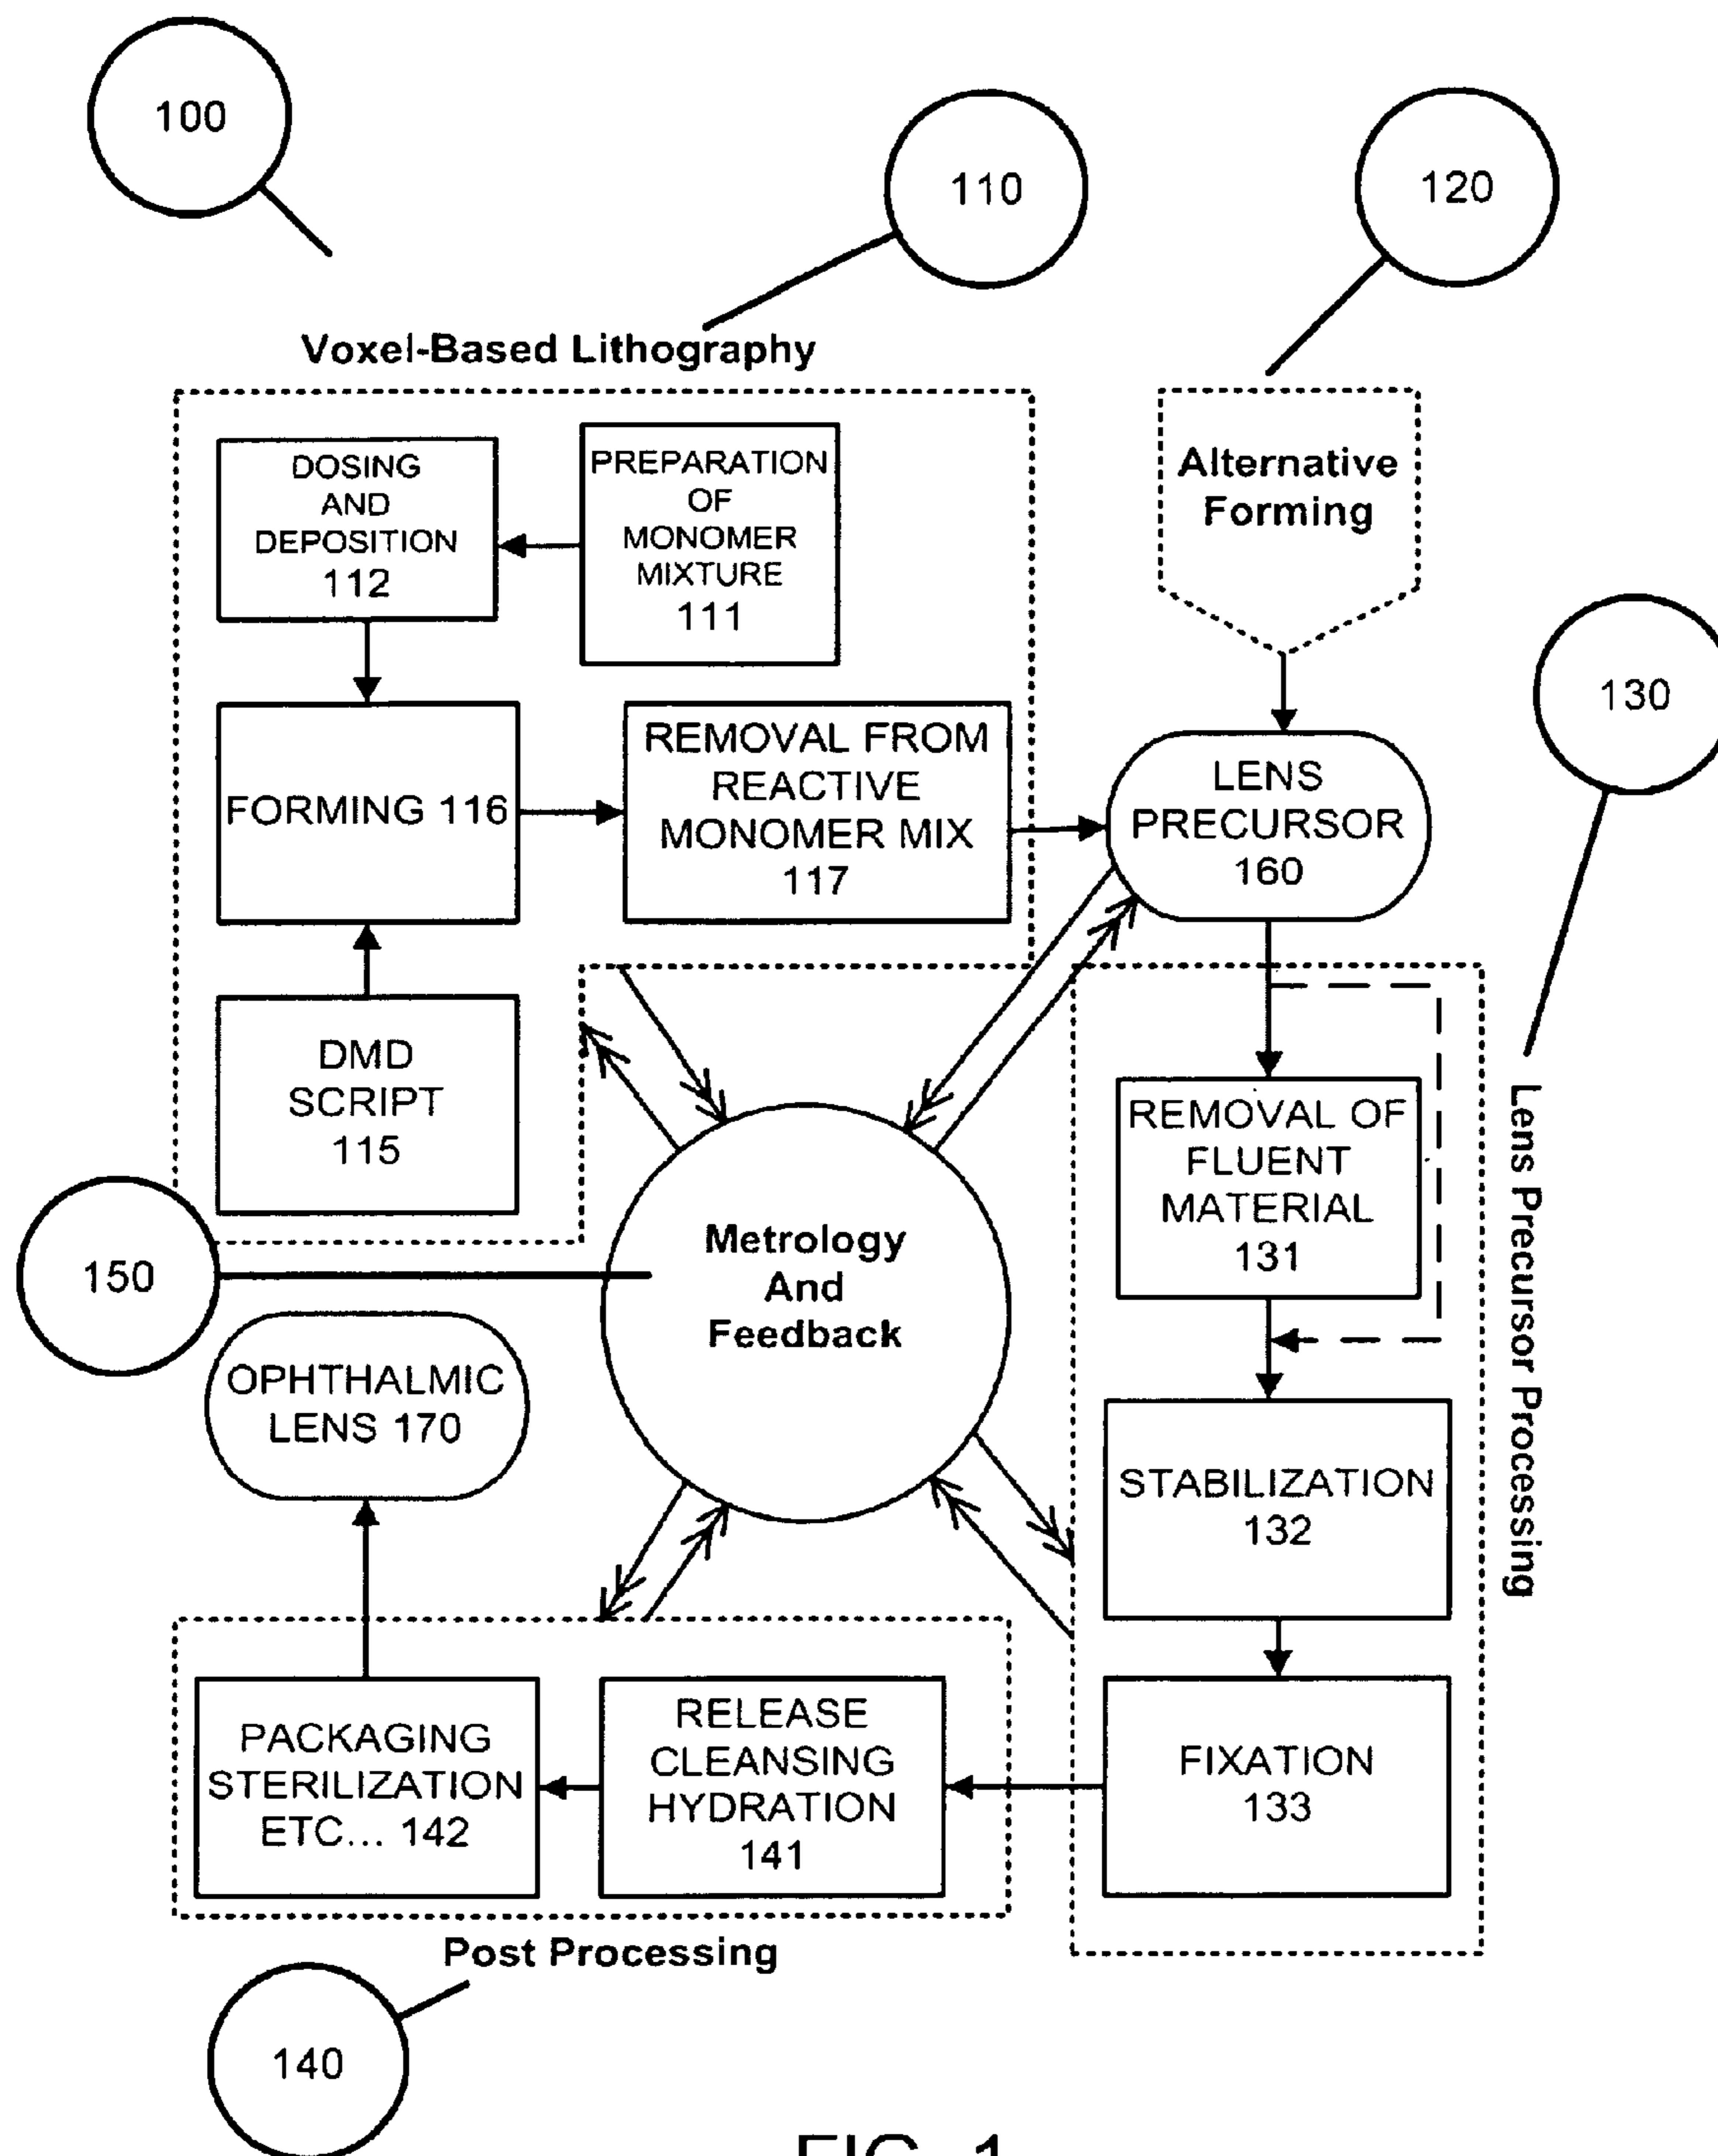 100
110
120
Voxel-Based Lithography
DOSING
AND
DEPOSITION
112
PREPARATION
OF
MONOMER
MIXTURE
111
Alternative
Forming
130
FORMING 116
REMOVAL FROM
REACTIVE
MONOMER MIX
117
LENS
PRECURSOR
160
DMD
SCRIPT
115
REMOVAL OF
FLUENT
MATERIAL
131
Lens Precursor Processing
150
Metrology
And
Feedback
OPHTHALMIC
LENS 170
STABILIZATION
132
PACKAGING
STERILIZATION
ETC... 142
RELEASE
CLEANSING
HYDRATION
141
FIXATION
133
Post Processing
140
FIG. 1